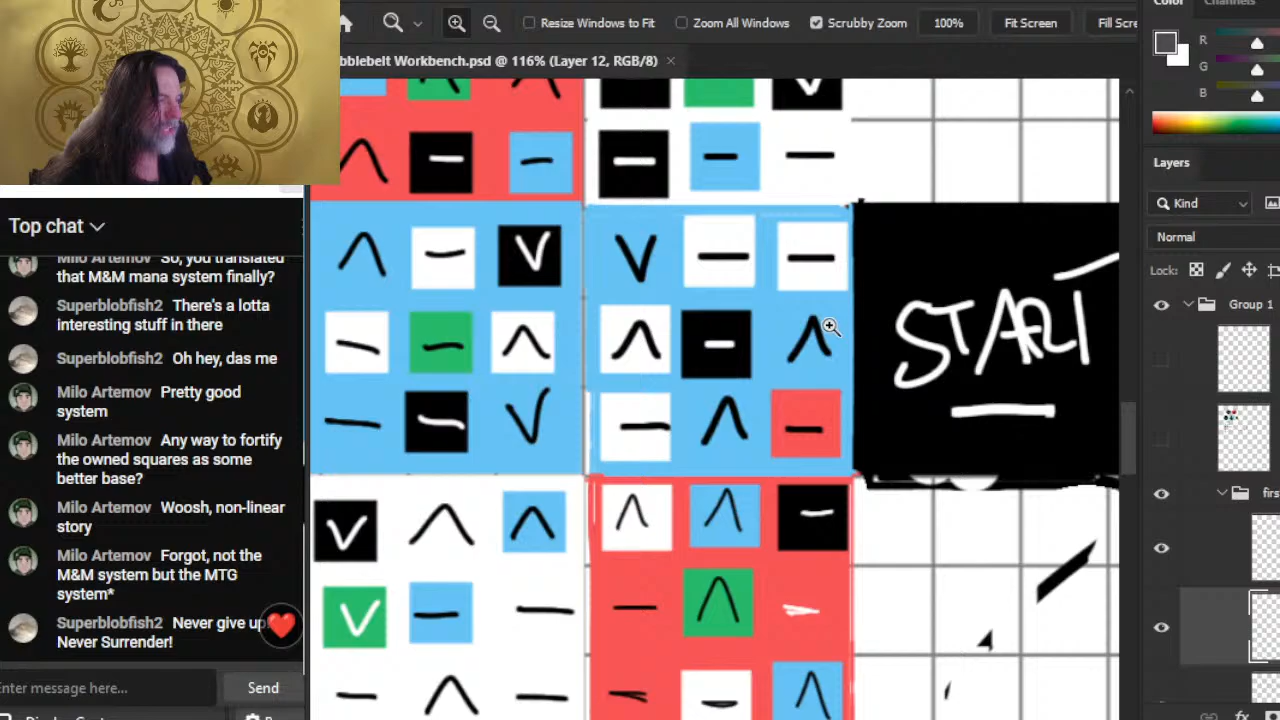 Resize Windows to Fit
Zoom All Windows
Scrubby Zoom
100%
Fit Screen
Fill Scre
bblebelt Workbench.psd @ 116% (Layer 12, RGB/8)
Color
Channels
R
G
B
Layers
Kind
Normal
Lock:
Group 1
firs
START
Top chat
Milo Artemov So, you translated
that M&M mana system finally?
Superblobfish2 There's a lotta
interesting stuff in there
Superblobfish2 Oh hey, das me
Milo Artemov Pretty good
system
Milo Artemov Any way to fortify
the owned squares as some
better base?
Milo Artemov Woosh, non-linear
story
Milo Artemov Forgot, not the
M&M system but the MTG
system*
Superblobfish2 Never give up
Never Surrender!
Enter message here...
Send
fx